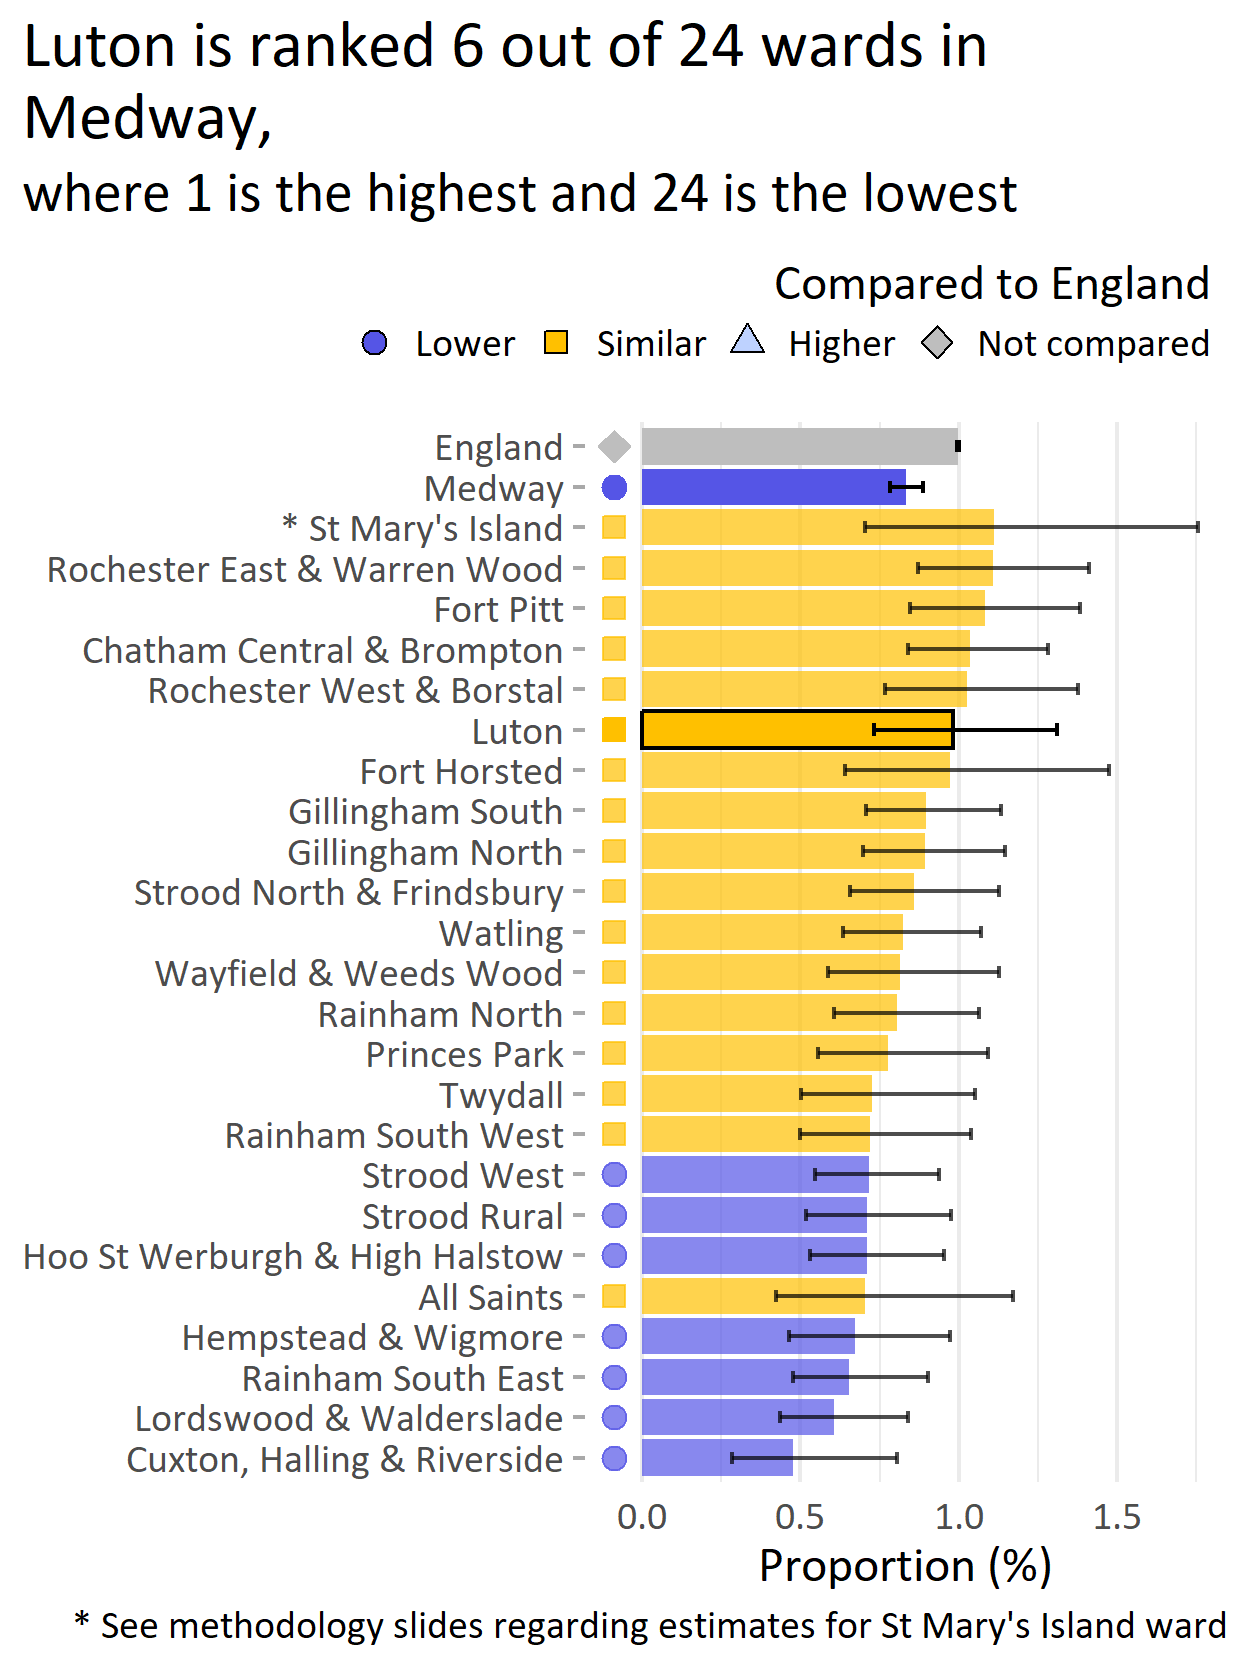 Luton is ranked 6 out of 24 wards in
Medway,
where 1 is the highest and 24 is the lowest
Compared to England
Lower Similar Higher Not compared
England
Medway
* St Mary's Island
Rochester East & Warren Wood
Fort Pitt
Chatham Central & Brompton
Rochester West & Borstal
Luton
Fort Horsted
Gillingham South
Gillingham North
Strood North & Frindsbury
Watling
Wayfield & Weeds Wood
Rainham North
Princes Park
Twydall
Rainham South West
Strood West
Strood Rural
Hoo St Werburgh & High Halstow
All Saints
Hempstead & Wigmore
Rainham South East
Lordswood & Walderslade
Cuxton, Halling & Riverside
0.0 0.5 1.0 1.5
Proportion (%)
* See methodology slides regarding estimates for St Mary's Island ward